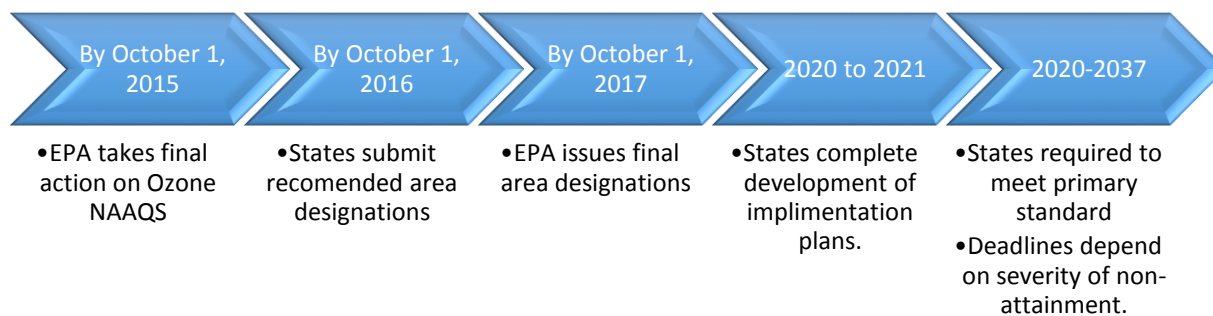 By October 1,
2015
•EPA takes final
action on Ozone
NAAQS
By October 1,
2016
•States submit
recomended area
designations
By October 1,
2017
•EPA issues final
area designations
2020 to 2021
•States complete
development of
implimentation
plans.
2020-2037
•States required to
meet primary
standard
•Deadlines depend
on severity of non-
attainment.